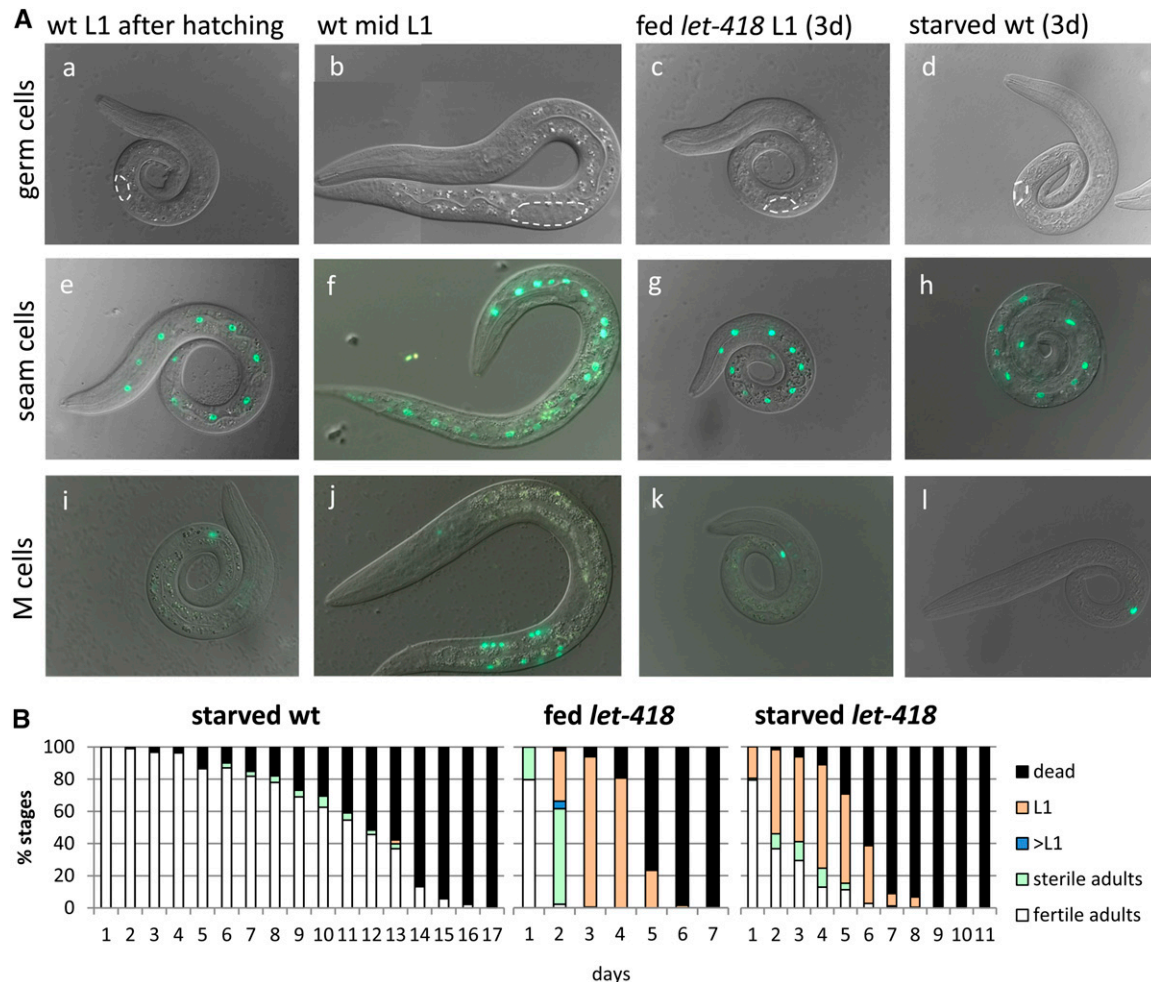 A
wt L1 after hatching
wt mid L1
fed let-418 L1 (3d)
starved wt (3d)
germ cells
a
b
c
d
seam cells
e
f
g
h
M cells
i
j
k
l
B
starved wt
fed let-418
starved let-418
% stages
100
80
60
40
20
0
1 2 3 4 5 6 7 8 9 10 11 12 13 14 15 16 17
1 2 3 4 5 6 7
1 2 3 4 5 6 7 8 9 10 11
days
dead
L1
>L1
sterile adults
fertile adults